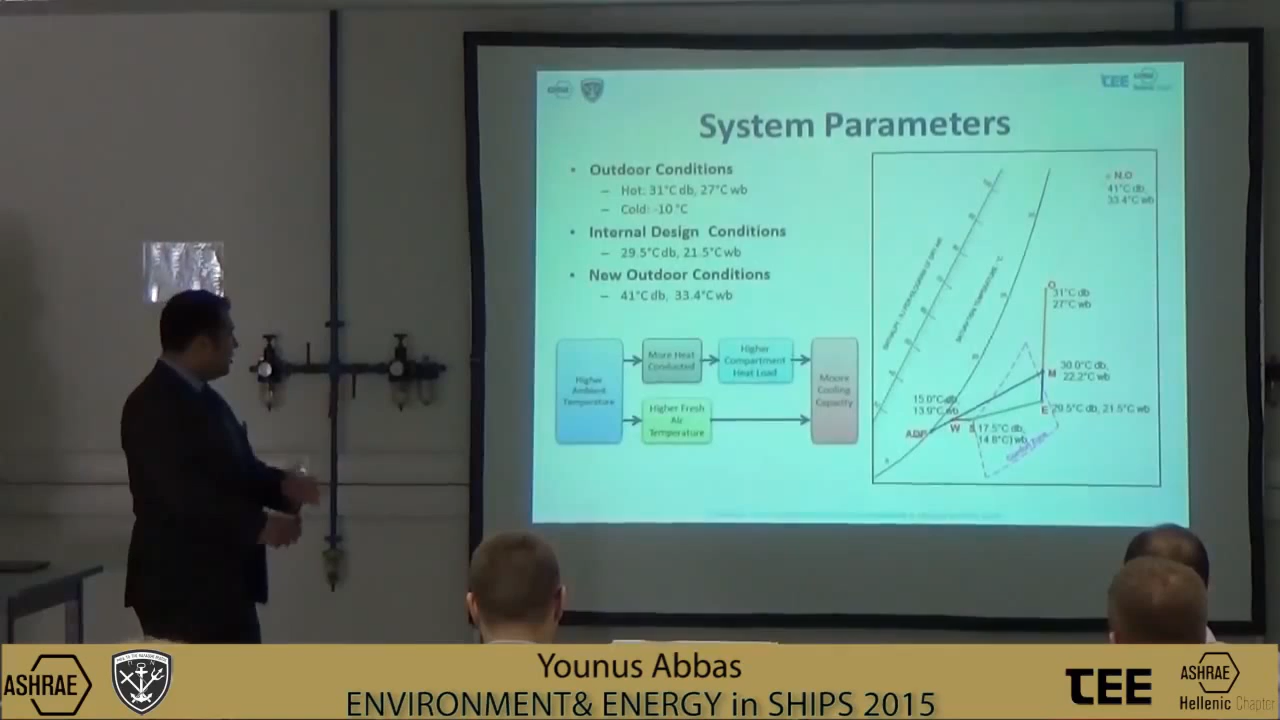 ASHRAE
TEE
System Parameters
• Outdoor Conditions
– Hot: 31°C db, 27°C wb
– Cold: -10 °C
• Internal Design Conditions
– 29.5°Cdb, 21.5°C wb
• New Outdoor Conditions
– 41°C db, 33.4°C wb
Higher
Ambient
Temperature
More Heat
Conducted
Higher
Compartment
Heat Load
Higher Fresh
Air
Temperature
Moore
Cooling
Capacity
N.O
41°C db,
33.4°C wb
O
31°C db
27°C wb
M
30.0°C db,
22.2°C wb
E
29.5°C db, 21.5°C wb
15.0°C db,
13.9°C wb
ADP
W
S
17.5°C db,
14.8°C) wb
Younus Abbas
ENVIRONMENT& ENERGY in SHIPS 2015
ASHRAE
TEE
ASHRAE
Hellenic Chapter